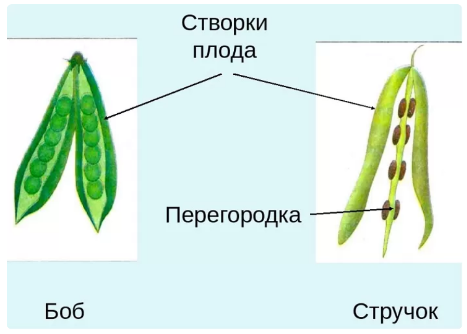 Створки
плода
Перегородка
Боб
Стручок